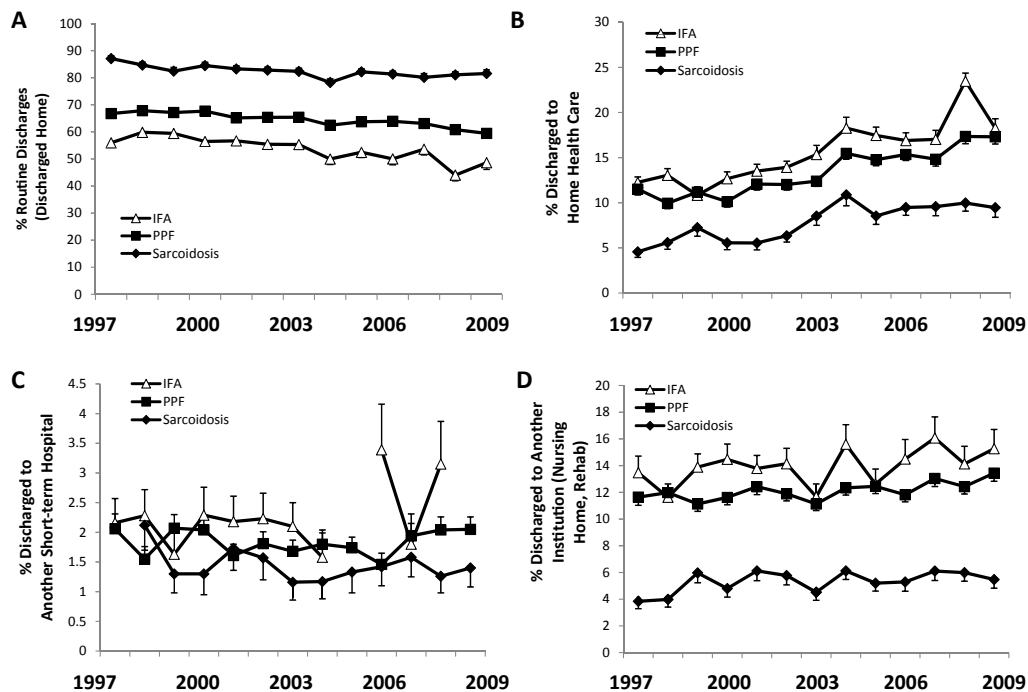 A
% Routine Discharges
(Discharged Home)
100
90
80
70
60
50
40
30
20
10
0
IFA
PPF
Sarcoidosis
1997 2000 2003 2006 2009
B
% Discharged to
Home Health Care
30
25
20
15
10
5
0
IFA
PPF
Sarcoidosis
1997 2000 2003 2006 2009
C
% Discharged to
Another Short-term Hospital
4.5
4
3.5
3
2.5
2
1.5
1
0.5
0
IFA
PPF
Sarcoidosis
1997 2000 2003 2006 2009
D
% Discharged to Another
Institution (Nursing
Home, Rehab)
20
18
16
14
12
10
8
6
4
2
0
IFA
PPF
Sarcoidosis
1997 2000 2003 2006 2009